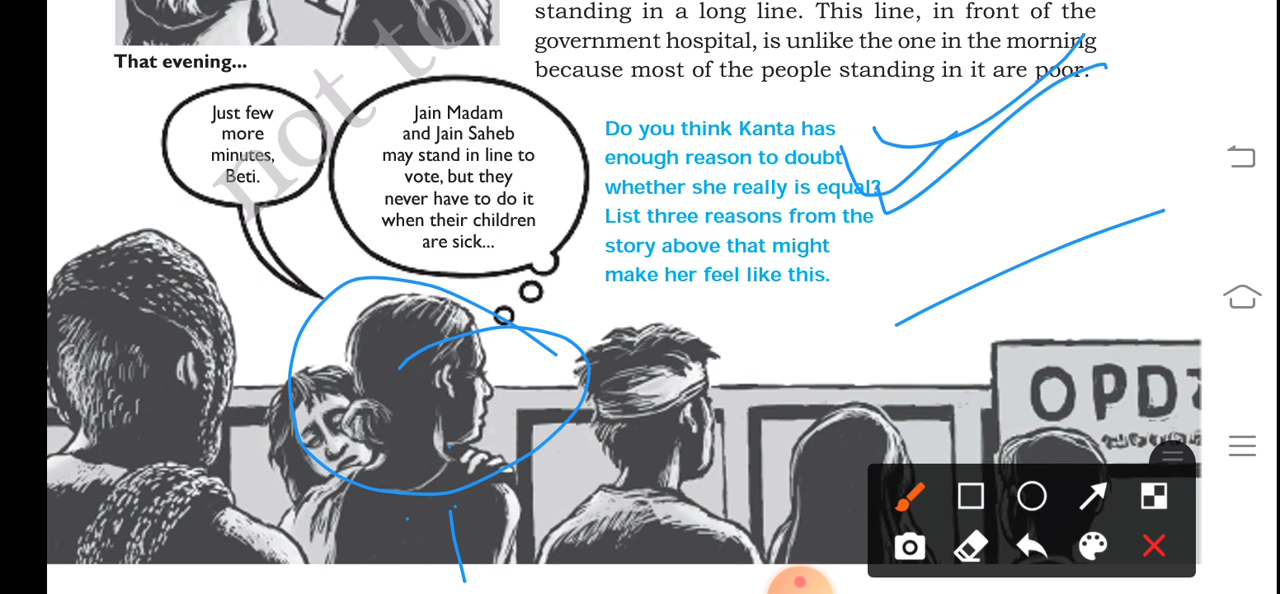 standing in a long line. This line, in front of the
government hospital, is unlike the one in the morning
because most of the people standing in it are poor.
That evening...
Just few
more
minutes,
Beti.
Jain Madam
and Jain Saheb
may stand in line to
vote, but they
never have to do it
when their children
are sick...
Do you think Kanta has
enough reason to doubt
whether she really is equal?
List three reasons from the
story above that might
make her feel like this.
not to
OPD